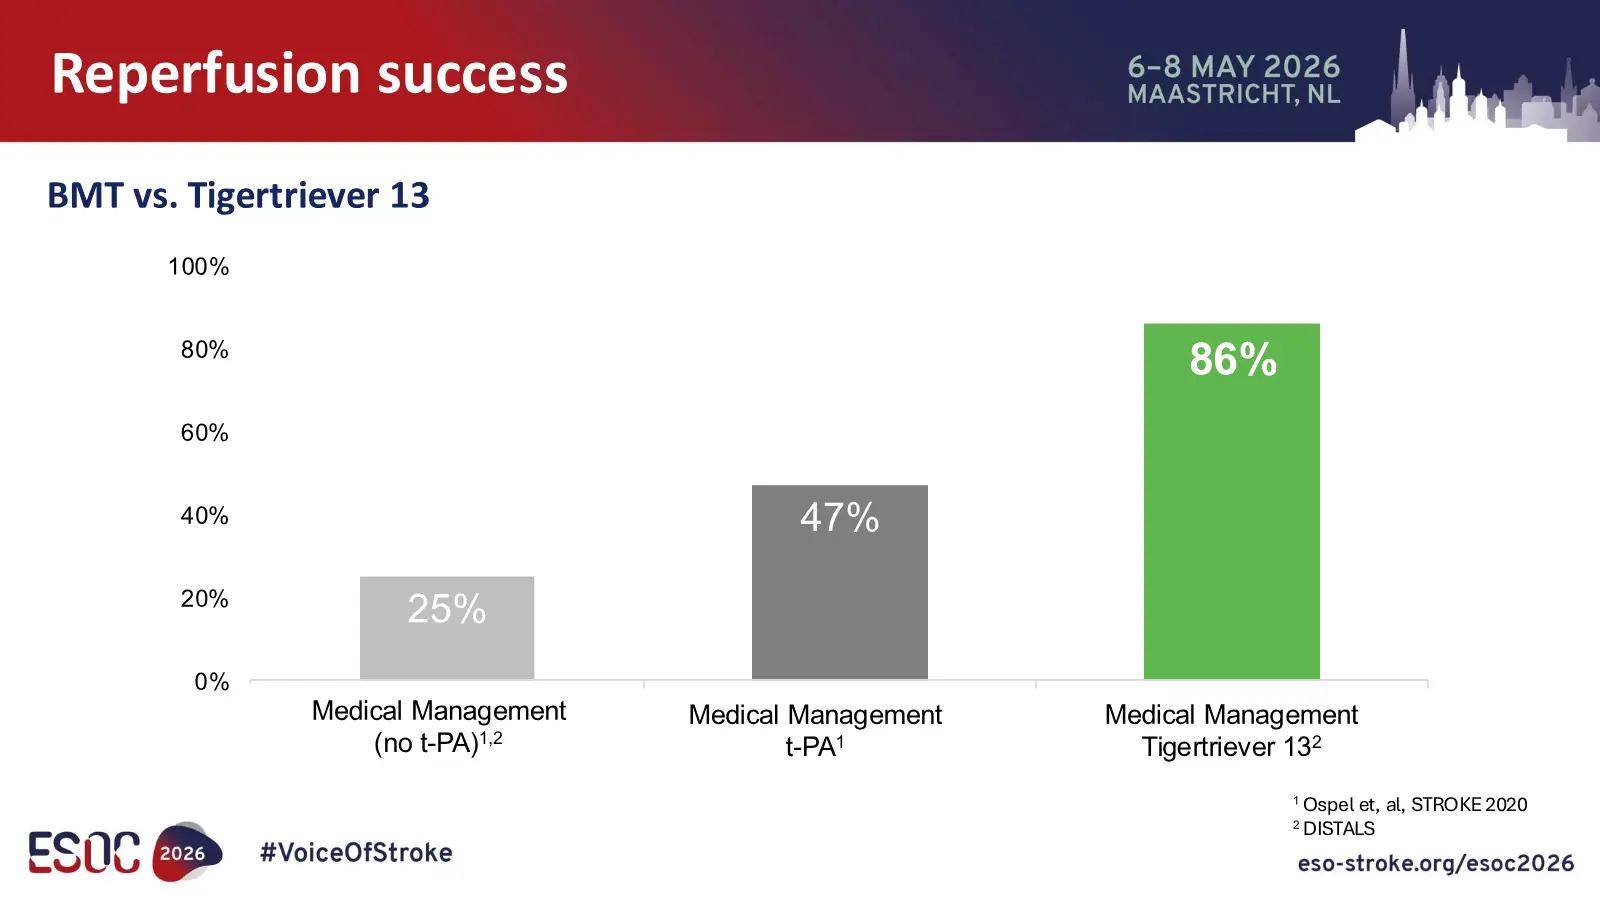 Reperfusion success
6–8 MAY 2026
MAASTRICHT, NL
BMT vs. Tigertriever 13
100%
80%
60%
40%
20%
0%
25%
47%
86%
Medical Management
(no t-PA)¹,²
Medical Management
t-PA¹
Medical Management
Tigertriever 13²
¹ Ospel et, al, STROKE 2020
² DISTALS
ESOC 2026
#VoiceOfStroke
eso-stroke.org/esoc2026